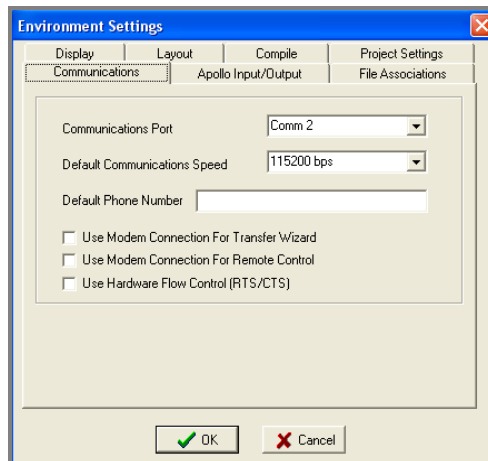 Environment Settings
Display Layout Compile Project Settings
Communications Apollo Input/Output File Associations
Communications Port Comm 2
Default Communications Speed 115200 bps
Default Phone Number
Use Modem Connection For Transfer Wizard
Use Modem Connection For Remote Control
Use Hardware Flow Control (RTS/CTS)
OK Cancel